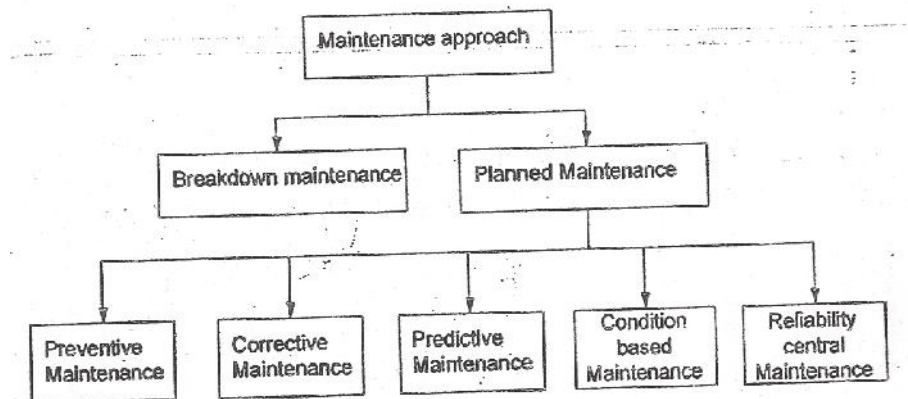 Maintenance approach
Breakdown maintenance
Planned Maintenance
Preventive
Maintenance
Corrective
Maintenance
Predictive
Maintenance
Condition
based
Maintenance
Reliability
central
Maintenance